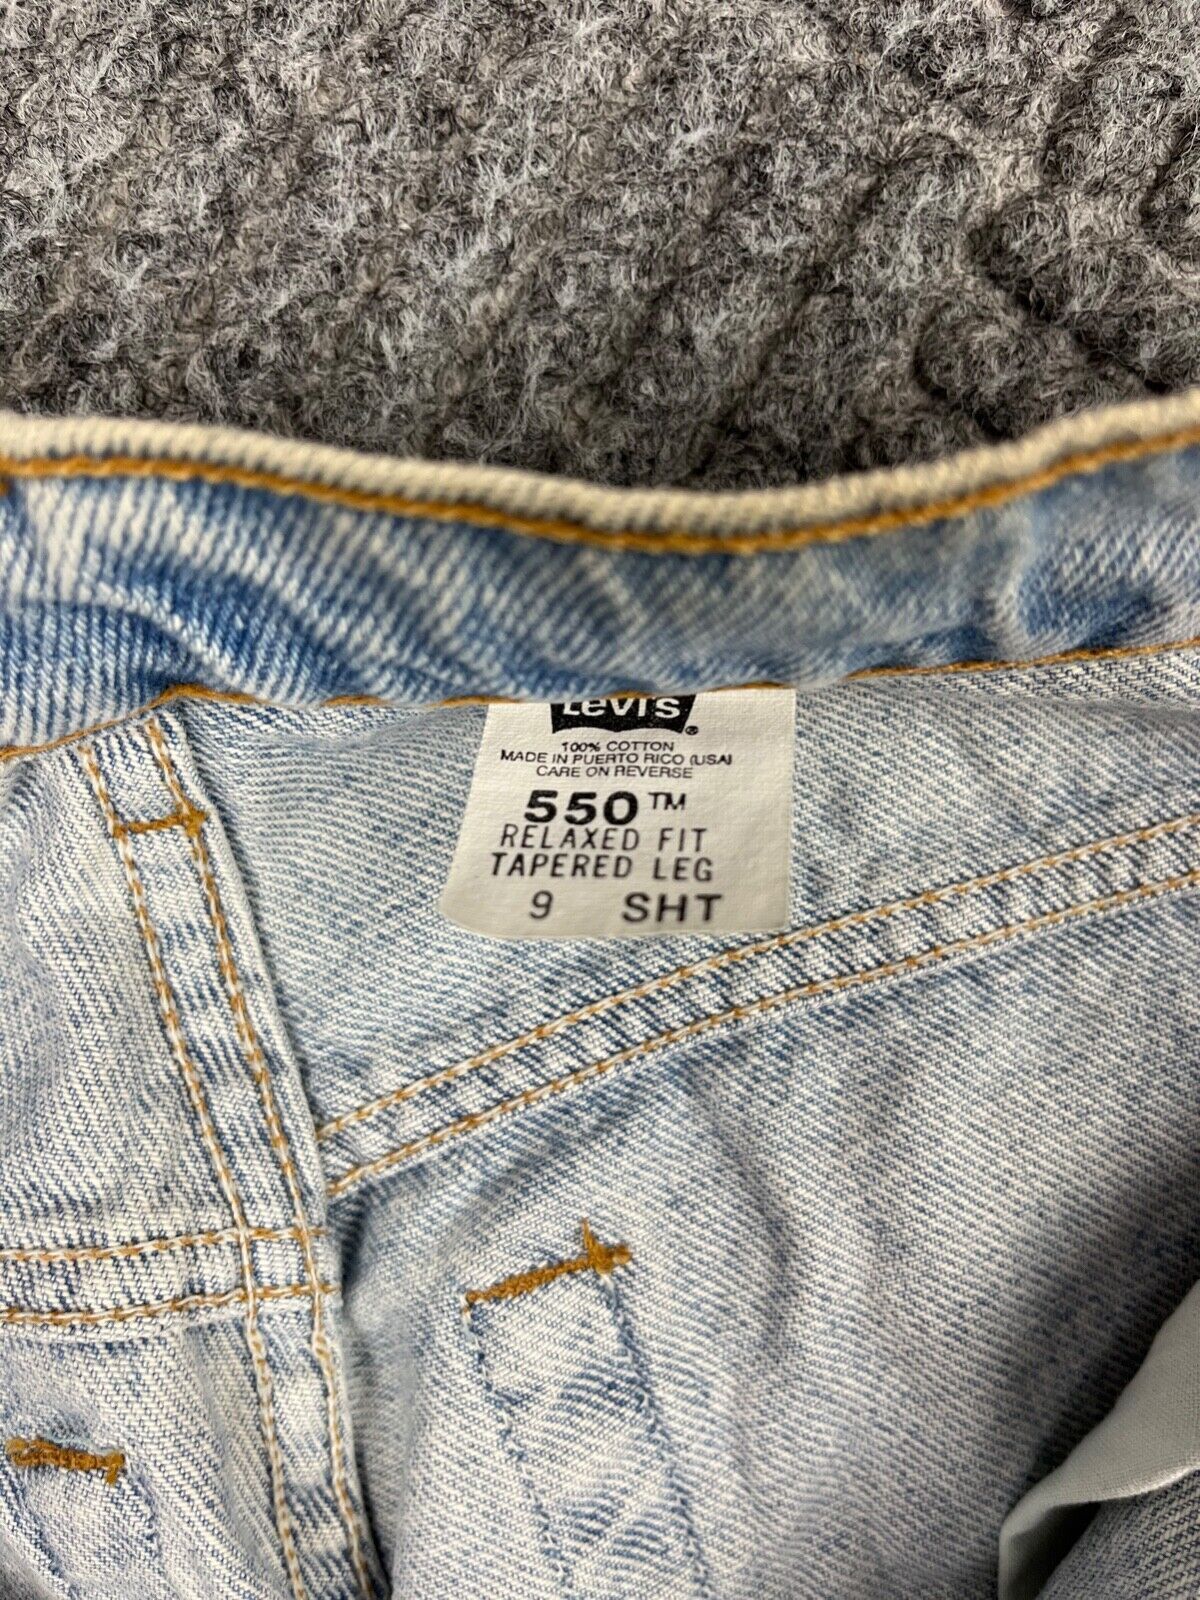 Levi's®
100% COTTON
MADE IN PUERTO RICO (USA)
CARE ON REVERSE
550™
RELAXED FIT
TAPERED LEG
9 SHT